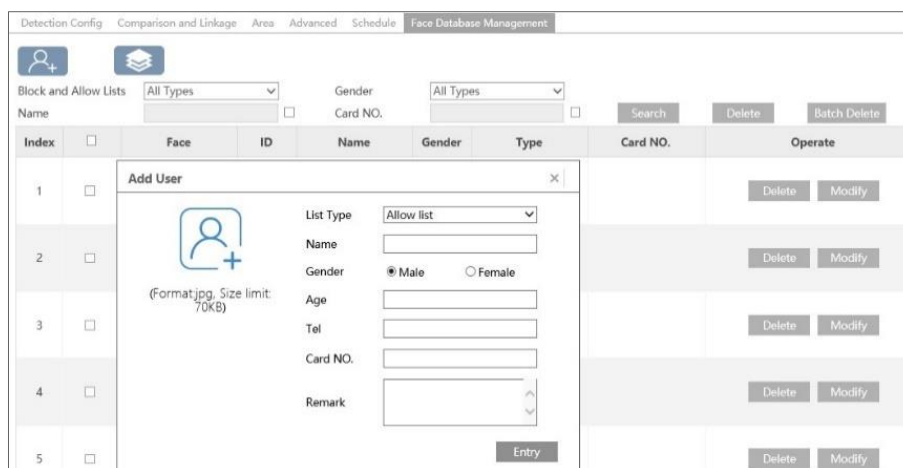 Detection Config Comparison and Linkage Area Advanced Schedule Face Database Management
Block and Allow Lists All Types Gender All Types
Name Card NO. Search Delete Batch Delete
Index Face ID Name Gender Type Card NO. Operate
Add User
1 Delete Modify
List Type Allow list
Name
2 Delete Modify
Gender Male Female
(Format:jpg, Size limit:
70KB)
Age
3 Tel Delete Modify
Card NO.
4 Delete Modify
Remark
Entry
5 Delete Modify